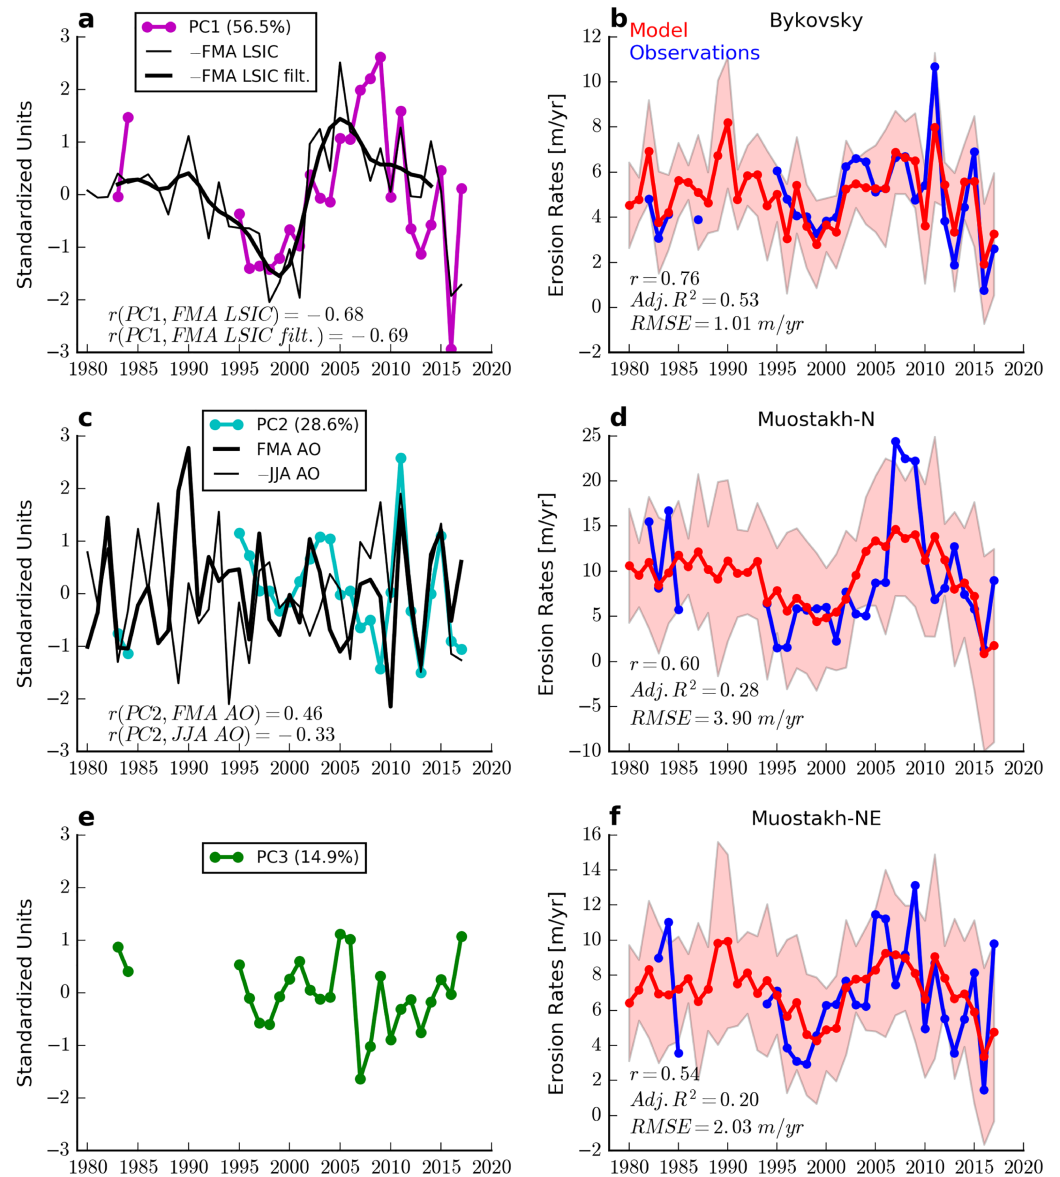 a
PC1 (56.5%)
−FMA LSIC
−FMA LSIC filt.
Standardized Units
3
2
1
0
−1
−2
−3
r(PC1, FMA LSIC) = −0.68
r(PC1, FMA LSIC filt.) = −0.69
1980 1985 1990 1995 2000 2005 2010 2015 2020
b
Bykovsky
Model
Observations
Erosion Rates [m/yr]
12
10
8
6
4
2
0
−2
r = 0.76
Adj. R² = 0.53
RMSE = 1.01 m/yr
1980 1985 1990 1995 2000 2005 2010 2015 2020
c
PC2 (28.6%)
FMA AO
−JJA AO
Standardized Units
3
2
1
0
−1
−2
−3
r(PC2, FMA AO) = 0.46
r(PC2, JJA AO) = −0.33
1980 1985 1990 1995 2000 2005 2010 2015 2020
d
Muostakh-N
Erosion Rates [m/yr]
25
20
15
10
5
0
−5
−10
r = 0.60
Adj. R² = 0.28
RMSE = 3.90 m/yr
1980 1985 1990 1995 2000 2005 2010 2015 2020
e
PC3 (14.9%)
Standardized Units
3
2
1
0
−1
−2
−3
1980 1985 1990 1995 2000 2005 2010 2015 2020
f
Muostakh-NE
Erosion Rates [m/yr]
16
14
12
10
8
6
4
2
0
−2
r = 0.54
Adj. R² = 0.20
RMSE = 2.03 m/yr
1980 1985 1990 1995 2000 2005 2010 2015 2020